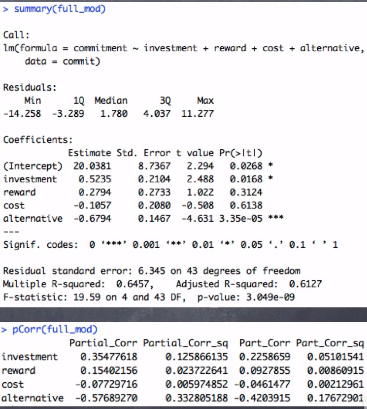 > summary(full_mod)
Call:
lm(formula = commitment ~ investment + reward + cost + alternative,
data = commit)
Residuals:
Min 1Q Median 3Q Max
-14.258 -3.289 1.780 4.037 11.277
Coefficients:
Estimate Std. Error t value Pr(>|t|)
(Intercept) 20.0381 8.7367 2.294 0.0268 *
investment 0.5235 0.2104 2.488 0.0168 *
reward 0.2794 0.2733 1.022 0.3124
cost -0.1057 0.2080 -0.508 0.6138
alternative -0.6794 0.1467 -4.631 3.35e-05 ***
---
Signif. codes: 0 ‘***’ 0.001 ‘**’ 0.01 ‘*’ 0.05 ‘.’ 0.1 ‘ ’ 1
Residual standard error: 6.345 on 43 degrees of freedom
Multiple R-squared: 0.6457, Adjusted R-squared: 0.6127
F-statistic: 19.59 on 4 and 43 DF, p-value: 3.049e-09
> pCorr(full_mod)
Partial_Corr Partial_Corr_sq Part_Corr Part_Corr_sq
investment 0.35477618 0.125866135 0.2258659 0.05101541
reward 0.15402156 0.023722641 0.0927855 0.00860915
cost -0.07729716 0.005974852 -0.0461477 0.00212961
alternative -0.57689270 0.332805188 -0.4203915 0.17672901